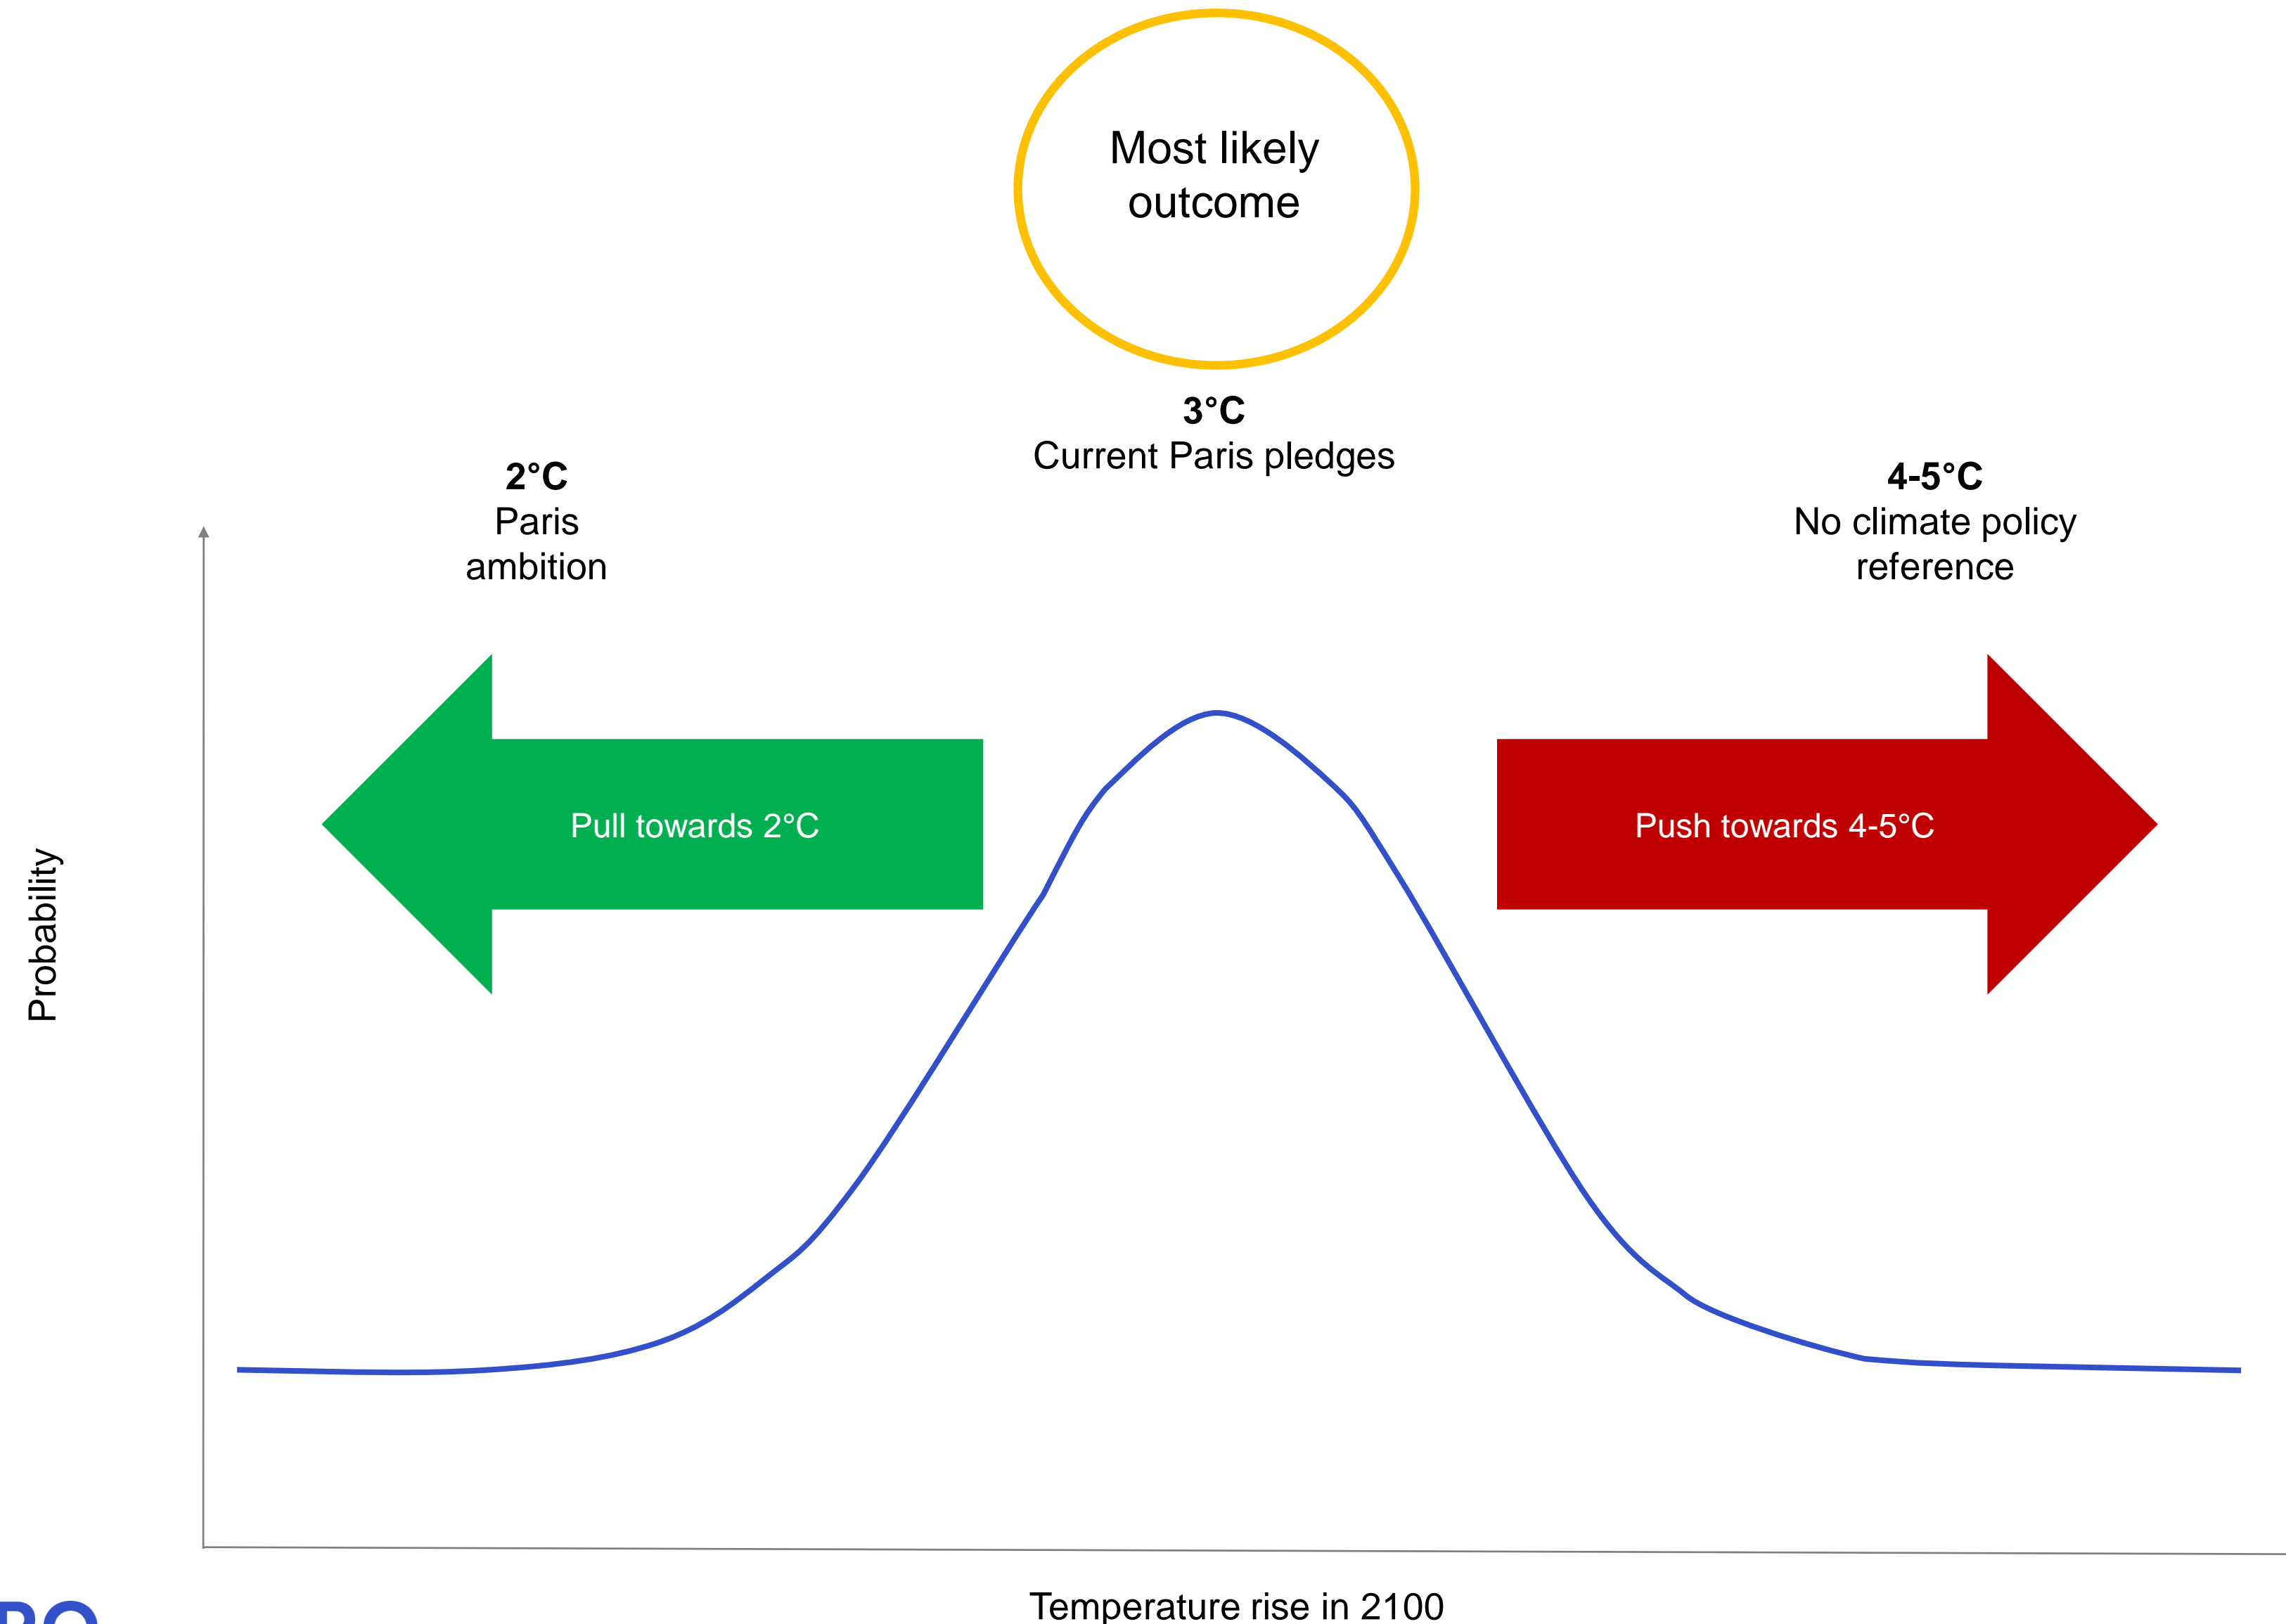 Most likely
outcome
3°C
Current Paris pledges
2°C
Paris
ambition
4-5°C
No climate policy
reference
Pull towards 2°C
Push towards 4-5°C
Probability
Temperature rise in 2100